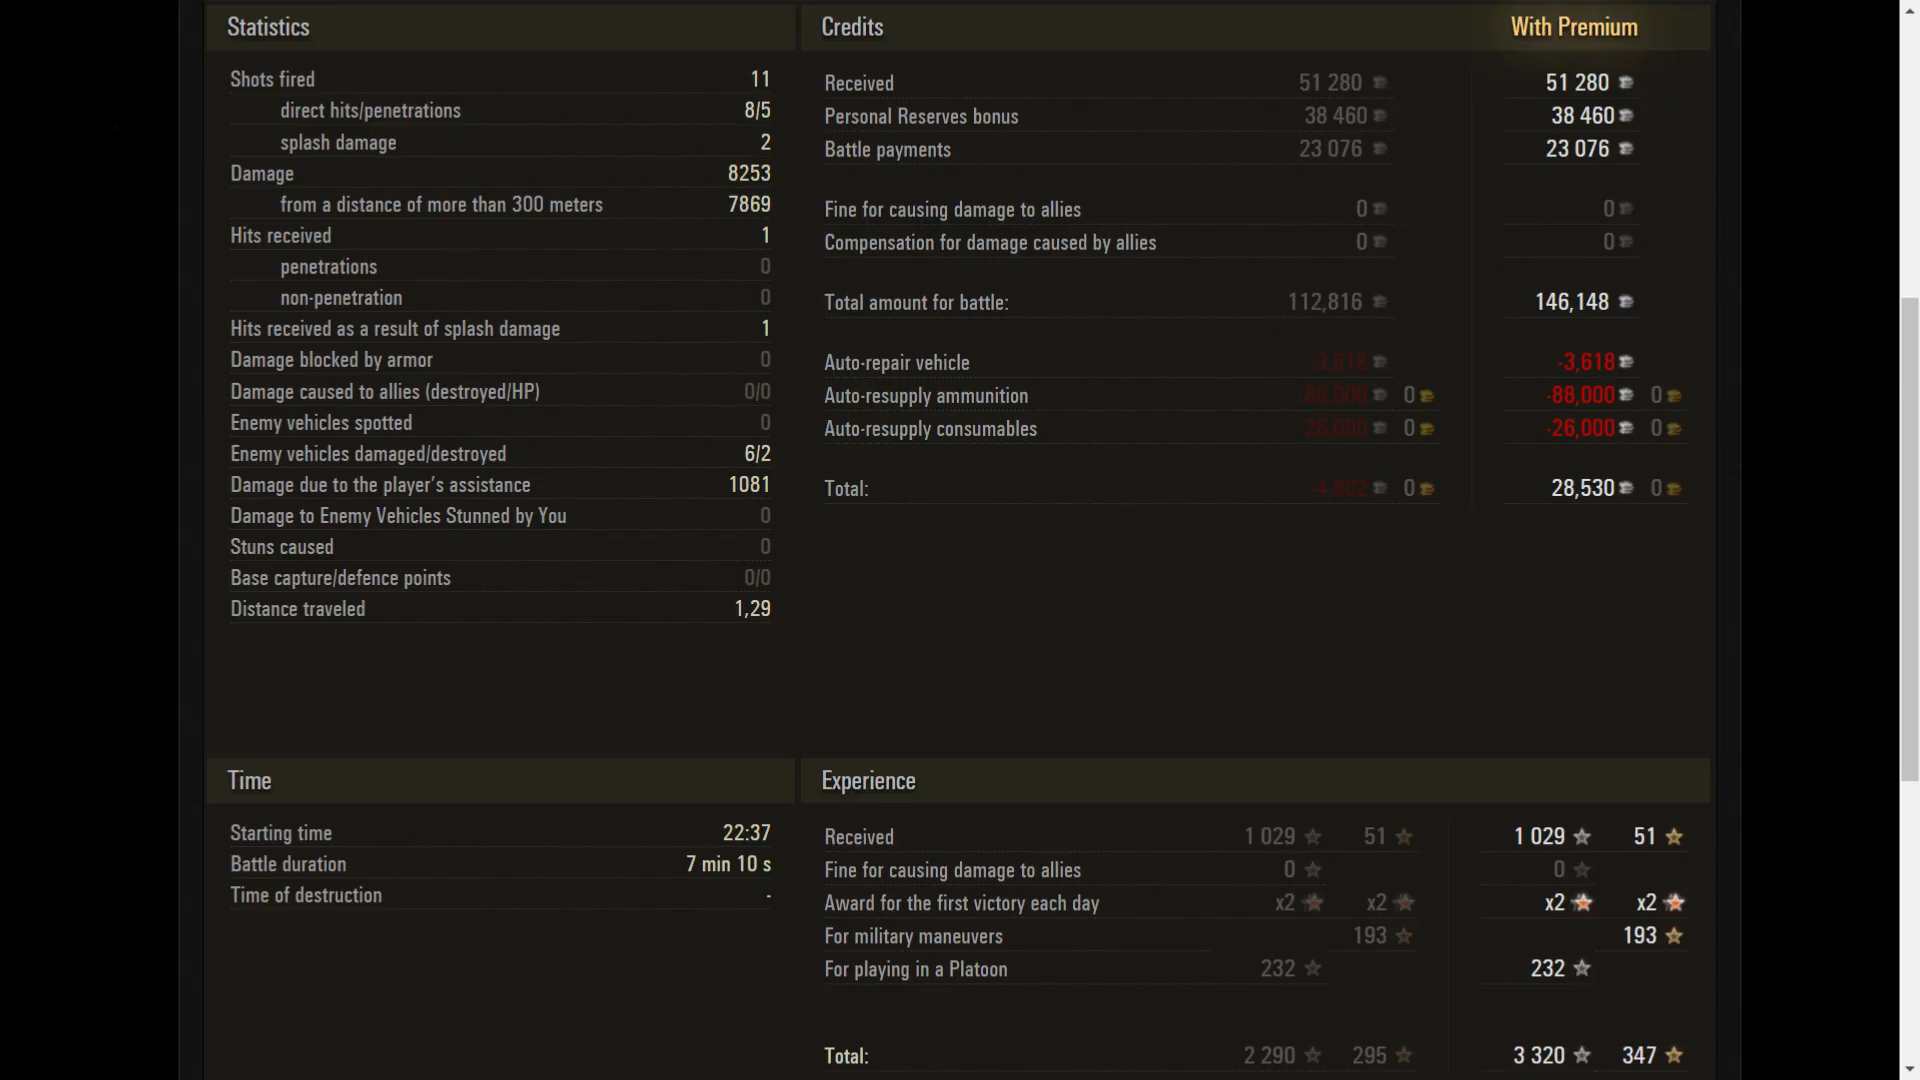 Statistics
Shots fired 11
direct hits/penetrations 8/5
splash damage 2
Damage 8253
from a distance of more than 300 meters 7869
Hits received 1
penetrations 0
non-penetration 0
Hits received as a result of splash damage 1
Damage blocked by armor 0
Damage caused to allies (destroyed/HP) 0/0
Enemy vehicles spotted 0
Enemy vehicles damaged/destroyed 6/2
Damage due to the player's assistance 1081
Damage to Enemy Vehicles Stunned by You 0
Stuns caused 0
Base capture/defence points 0/0
Distance traveled 1,29
Credits With Premium
Received 51 280 51 280
Personal Reserves bonus 38 460 38 460
Battle payments 23 076 23 076
Fine for causing damage to allies 0 0
Compensation for damage caused by allies 0 0
Total amount for battle: 112,816 146,148
Auto-repair vehicle -3,618 -3,618
Auto-resupply ammunition -88,000 0 -88,000 0
Auto-resupply consumables -26,000 0 -26,000 0
Total: -4,802 0 28,530 0
Time
Starting time 22:37
Battle duration 7 min 10 s
Time of destruction -
Experience
Received 1 029 51 1 029 51
Fine for causing damage to allies 0 0
Award for the first victory each day x2 x2 x2 x2
For military maneuvers 193 193
For playing in a Platoon 232 232
Total: 2 290 295 3 320 347